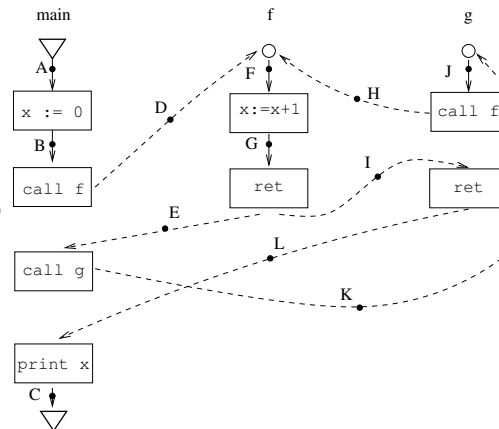 main
f
g
A
x := 0
B
call f
D
F
x:=x+1
G
ret
H
J
call f
I
ret
E
call g
L
K
print x
C